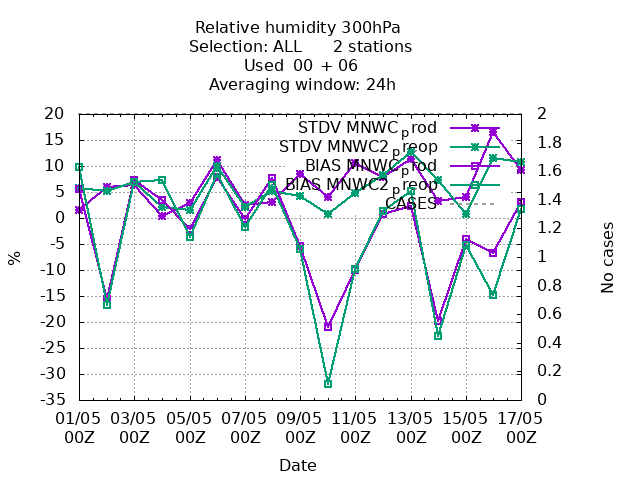 Relative humidity 300hPa
Selection: ALL 2 stations
Used 00 + 06
Averaging window: 24h
20 2
15 1.8
10 1.6
5 1.4
0 1.2
-5 1
-10 0.8
-15 0.6
-20 0.4
-25 0.2
-30 0
-35
STDV MNWCprod
STDV MNWC2preop
BIAS MNWCprod
BIAS MNWC2preop
CASES
%
No cases
01/05 03/05 05/05 07/05 09/05 11/05 13/05 15/05 17/05
00Z 00Z 00Z 00Z 00Z 00Z 00Z 00Z 00Z
Date